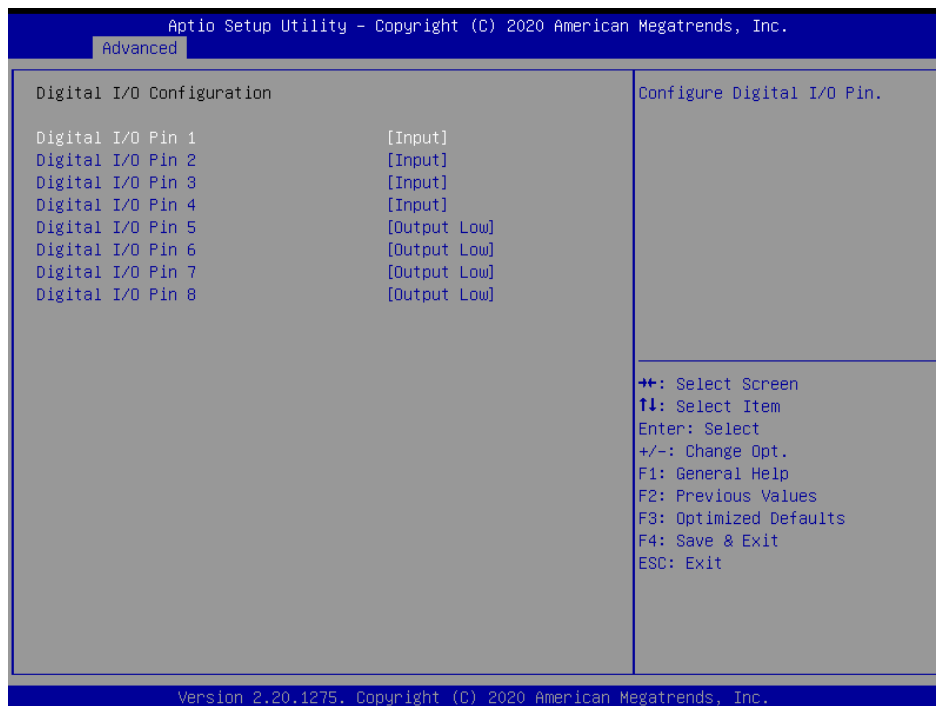 Aptio Setup Utility – Copyright (C) 2020 American Megatrends, Inc.
Advanced
Digital I/O Configuration
Digital I/O Pin 1 [Input]
Digital I/O Pin 2 [Input]
Digital I/O Pin 3 [Input]
Digital I/O Pin 4 [Input]
Digital I/O Pin 5 [Output Low]
Digital I/O Pin 6 [Output Low]
Digital I/O Pin 7 [Output Low]
Digital I/O Pin 8 [Output Low]
Configure Digital I/O Pin.
→←: Select Screen
↑↓: Select Item
Enter: Select
+/-: Change Opt.
F1: General Help
F2: Previous Values
F3: Optimized Defaults
F4: Save & Exit
ESC: Exit
Version 2.20.1275. Copyright (C) 2020 American Megatrends, Inc.